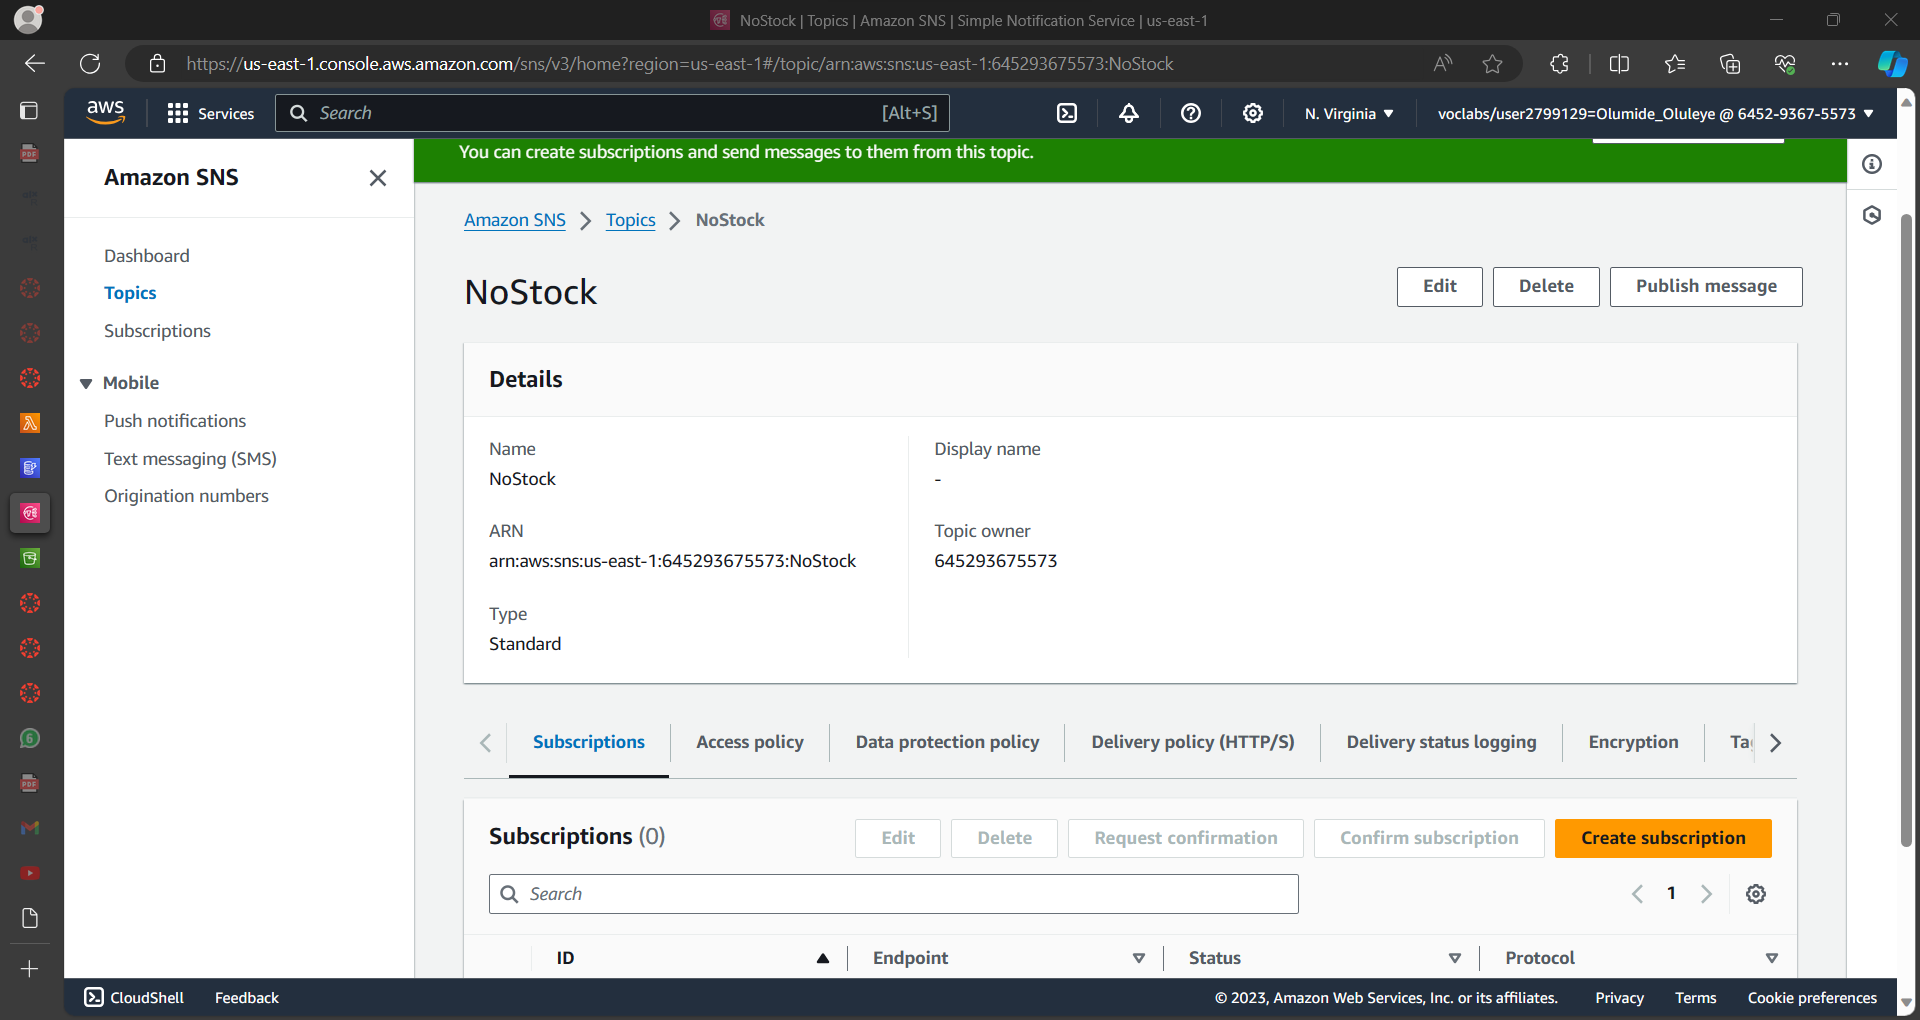 NoStock | Topics | Amazon SNS | Simple Notification Service | us-east-1
https://us-east-1.console.aws.amazon.com/sns/v3/home?region=us-east-1#/topic/arn:aws:sns:us-east-1:645293675573:NoStock
aws
Services
Search
[Alt+S]
N. Virginia
voclabs/user2799129=Olumide_Oluleye @ 6452-9367-5573
Amazon SNS
Dashboard
Topics
Subscriptions
Mobile
Push notifications
Text messaging (SMS)
Origination numbers
You can create subscriptions and send messages to them from this topic.
Amazon SNS > Topics > NoStock
NoStock
Edit
Delete
Publish message
Details
Name
NoStock
Display name
-
ARN
arn:aws:sns:us-east-1:645293675573:NoStock
Topic owner
645293675573
Type
Standard
Subscriptions
Access policy
Data protection policy
Delivery policy (HTTP/S)
Delivery status logging
Encryption
Ta
Subscriptions (0)
Edit
Delete
Request confirmation
Confirm subscription
Create subscription
Search
1
ID
Endpoint
Status
Protocol
CloudShell
Feedback
© 2023, Amazon Web Services, Inc. or its affiliates.
Privacy
Terms
Cookie preferences